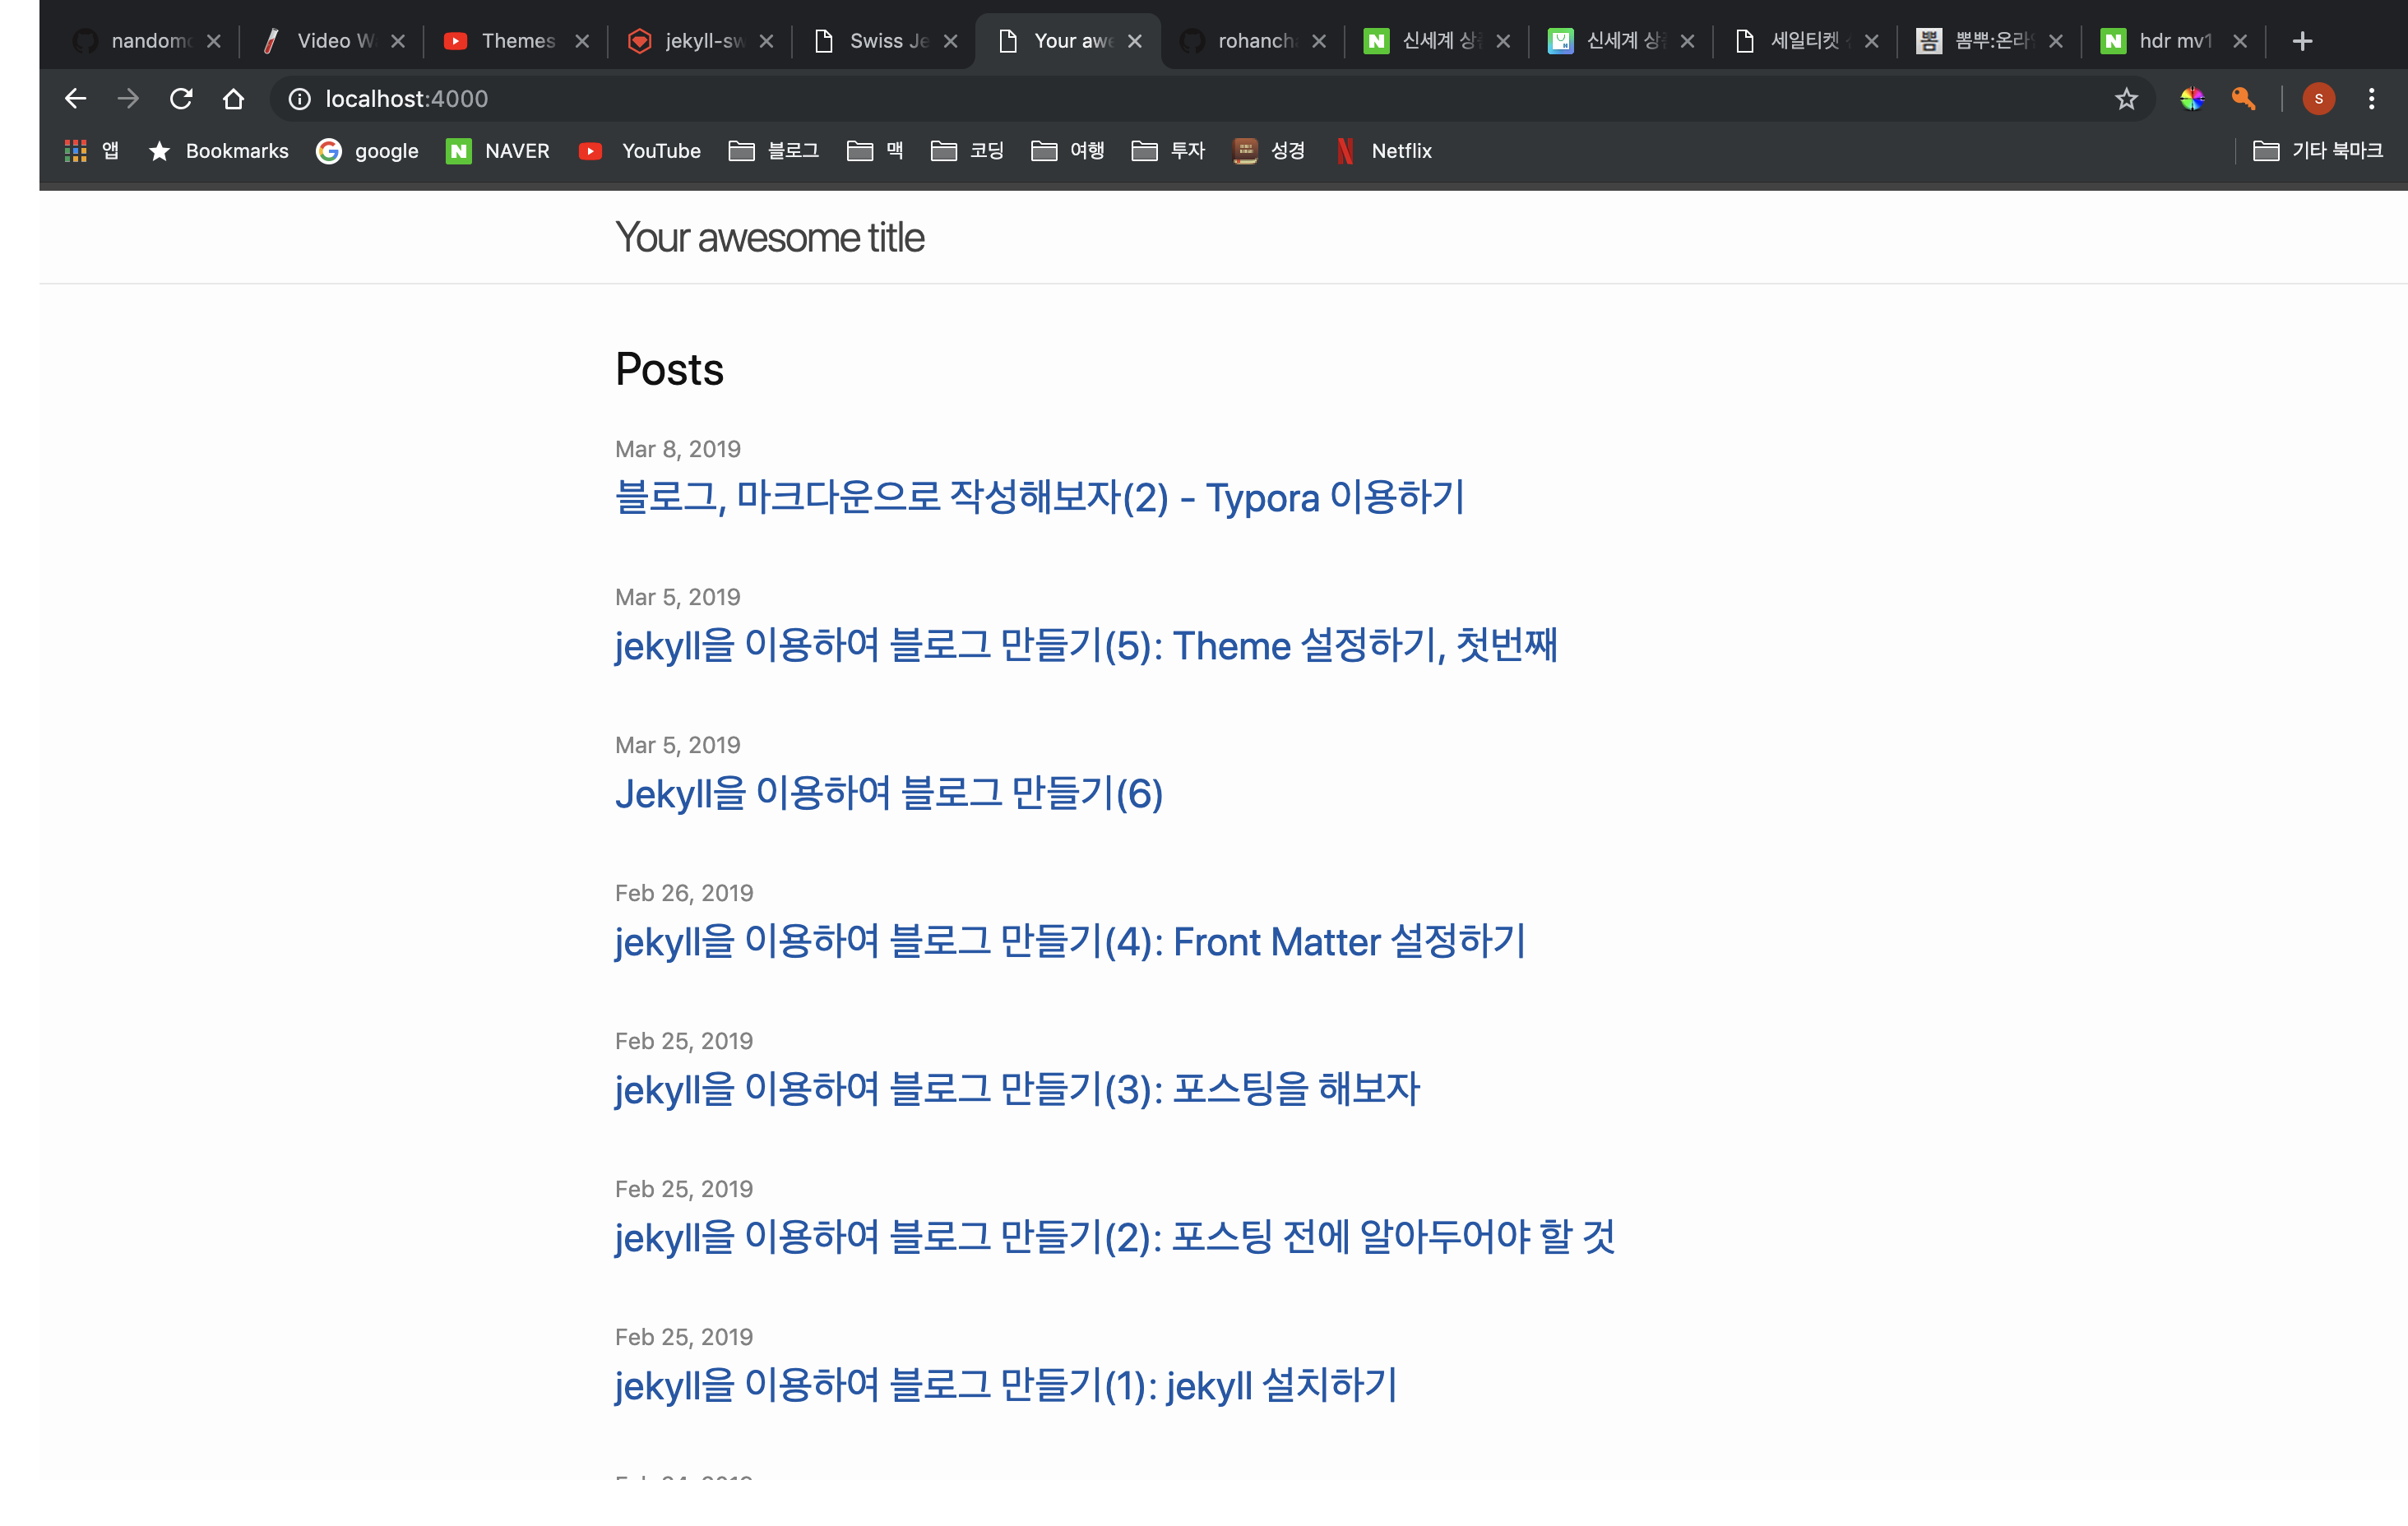 nandomo Video W Themes jekyll-sw Swiss Je Your awe rohanch 신세계 상 신세계 상 세일티켓 뽐뿌:온라 hdr mv1
localhost:4000
앱 Bookmarks google NAVER YouTube 블로그 맥 코딩 여행 투자 성경 Netflix 기타 북마크
Your awesome title
Posts
Mar 8, 2019
블로그, 마크다운으로 작성해보자(2) - Typora 이용하기
Mar 5, 2019
jekyll을 이용하여 블로그 만들기(5): Theme 설정하기, 첫번째
Mar 5, 2019
Jekyll을 이용하여 블로그 만들기(6)
Feb 26, 2019
jekyll을 이용하여 블로그 만들기(4): Front Matter 설정하기
Feb 25, 2019
jekyll을 이용하여 블로그 만들기(3): 포스팅을 해보자
Feb 25, 2019
jekyll을 이용하여 블로그 만들기(2): 포스팅 전에 알아두어야 할 것
Feb 25, 2019
jekyll을 이용하여 블로그 만들기(1): jekyll 설치하기